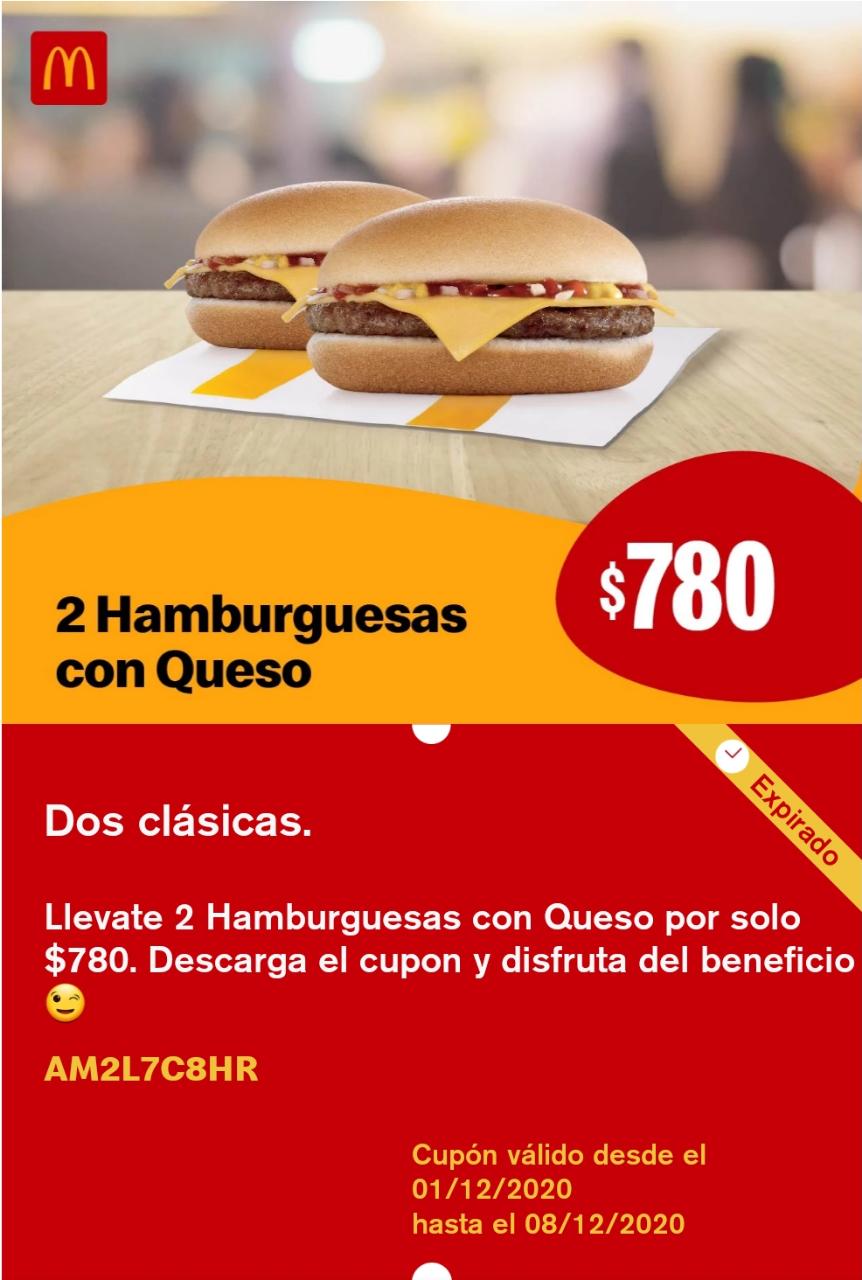 2 Hamburguesas
con Queso
$780
Expirado
Dos clásicas.
Llevate 2 Hamburguesas con Queso por solo
$780. Descarga el cupon y disfruta del beneficio
😉
AM2L7C8HR
Cupón válido desde el
01/12/2020
hasta el 08/12/2020